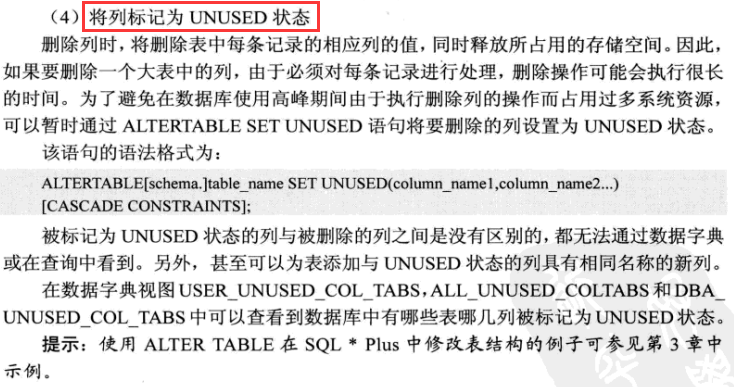 （4）将列标记为 UNUSED 状态
删除列时，将删除表中每条记录的相应列的值，同时释放所占用的存储空间。因此，
如果要删除一个大表中的列，由于必须对每条记录进行处理，删除操作可能会执行很长
的时间。为了避免在数据库使用高峰期间由于执行删除列的操作而占用过多系统资源，
可以暂时通过 ALTERTABLE SET UNUSED 语句将要删除的列设置为 UNUSED 状态。
该语句的语法格式为：
ALTERTABLE[schema.]table_name SET UNUSED(column_name1,column_name2...)
[CASCADE CONSTRAINTS];
被标记为 UNUSED 状态的列与被删除的列之间是没有区别的，都无法通过数据字典
或在查询中看到。另外，甚至可以为表添加与 UNUSED 状态的列具有相同名称的新列。
在数据字典视图 USER_UNUSED_COL_TABS，ALL_UNUSED_COLTABS 和 DBA_
UNUSED_COL_TABS 中可以查看到数据库中有哪些表哪几列被标记为 UNUSED 状态。
提示：使用 ALTER TABLE 在 SQL * Plus 中修改表结构的例子可参见第 3 章中
示例。